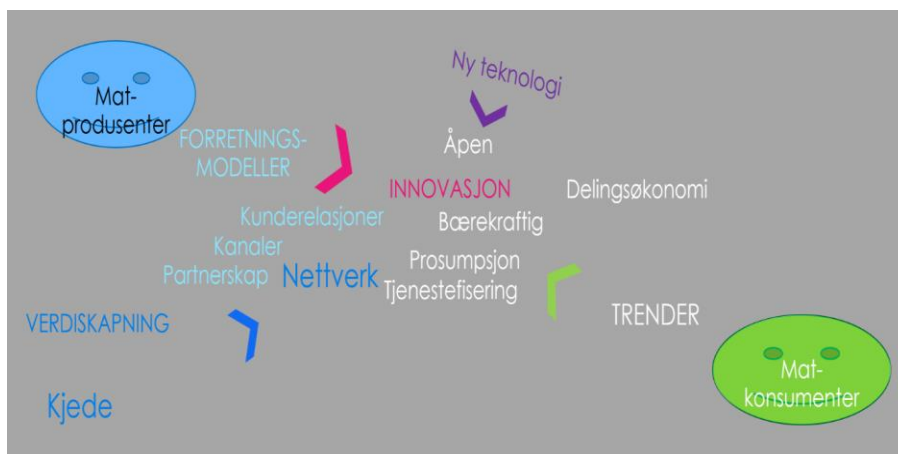 Mat-
produsenter
Ny teknologi
FORRETNINGS-
MODELLER
Åpen
INNOVASJON
Delingsøkonomi
Kunderelasjoner
Bærekraftig
Kanaler
Partnerskap
Nettverk
Prosumpsjon
Tjenestefisering
VERDISKAPNING
TRENDER
Kjede
Mat-
konsumenter